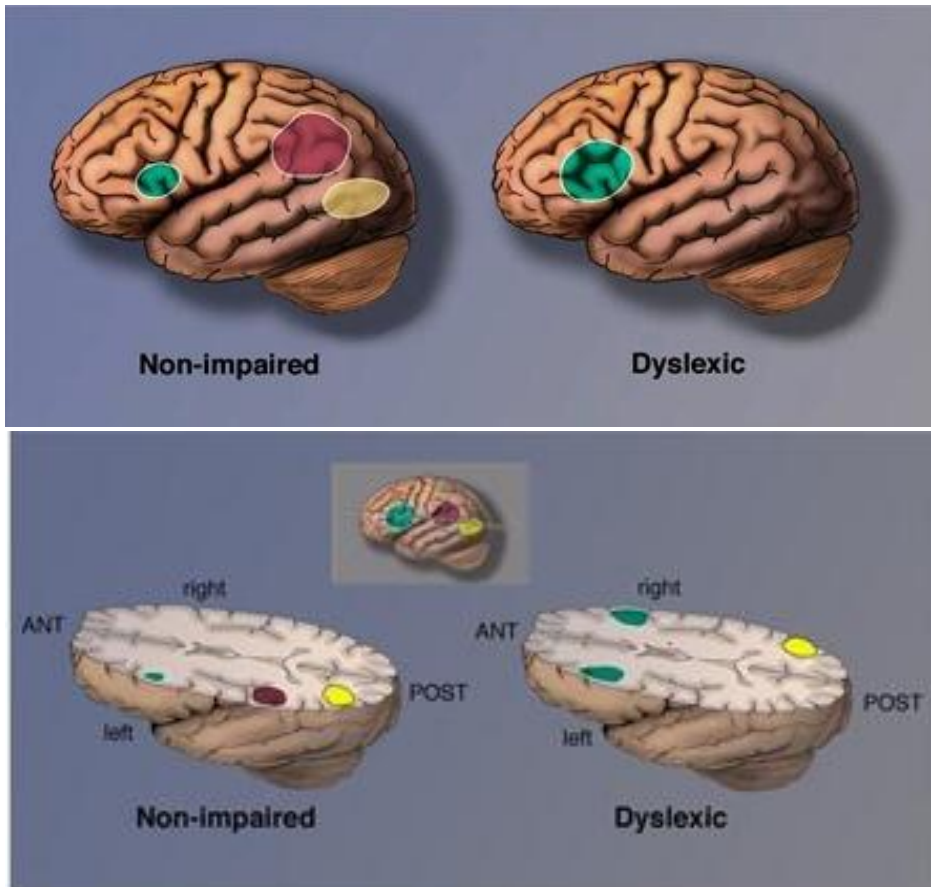 Non-impaired
Dyslexic
right
right
ANT
ANT
POST
POST
left
left
Non-impaired
Dyslexic